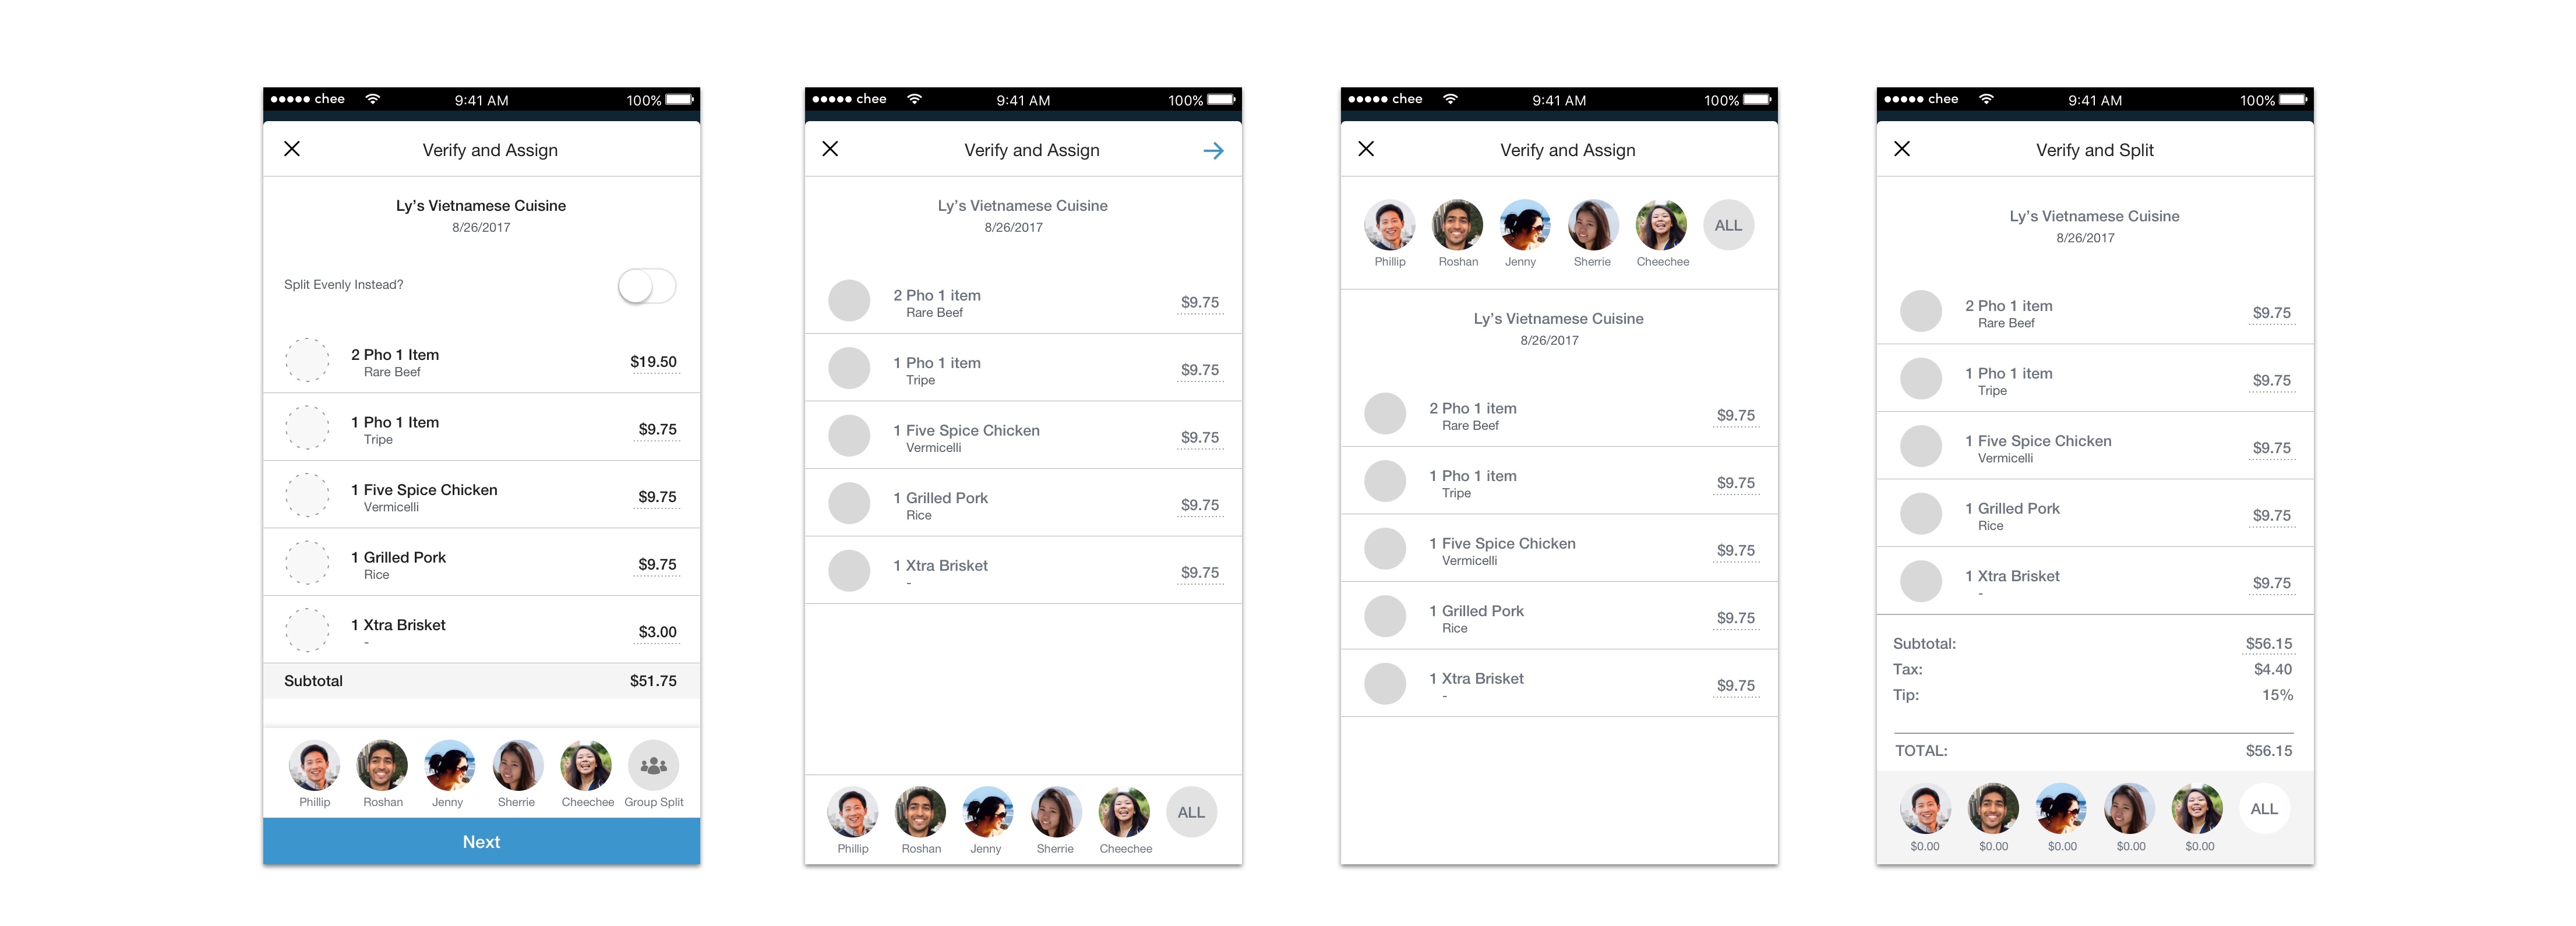 chee 9:41 AM 100%
Verify and Assign
Ly's Vietnamese Cuisine
8/26/2017
Split Evenly Instead?
2 Pho 1 Item $19.50
Rare Beef
1 Pho 1 Item $9.75
Tripe
1 Five Spice Chicken $9.75
Vermicelli
1 Grilled Pork $9.75
Rice
1 Xtra Brisket $3.00
-
Subtotal $51.75
Phillip Roshan Jenny Sherrie Cheechee Group Split
Next
chee 9:41 AM 100%
Verify and Assign
Ly's Vietnamese Cuisine
8/26/2017
2 Pho 1 item $9.75
Rare Beef
1 Pho 1 item $9.75
Tripe
1 Five Spice Chicken $9.75
Vermicelli
1 Grilled Pork $9.75
Rice
1 Xtra Brisket $9.75
-
ALL
Phillip Roshan Jenny Sherrie Cheechee
chee 9:41 AM 100%
Verify and Assign
ALL
Phillip Roshan Jenny Sherrie Cheechee
Ly's Vietnamese Cuisine
8/26/2017
2 Pho 1 item $9.75
Rare Beef
1 Pho 1 item $9.75
Tripe
1 Five Spice Chicken $9.75
Vermicelli
1 Grilled Pork $9.75
Rice
1 Xtra Brisket $9.75
-
chee 9:41 AM 100%
Verify and Split
Ly's Vietnamese Cuisine
8/26/2017
2 Pho 1 item $9.75
Rare Beef
1 Pho 1 item $9.75
Tripe
1 Five Spice Chicken $9.75
Vermicelli
1 Grilled Pork $9.75
Rice
1 Xtra Brisket $9.75
-
Subtotal: $56.15
Tax: $4.40
Tip: 15%
TOTAL: $56.15
ALL
$0.00 $0.00 $0.00 $0.00 $0.00